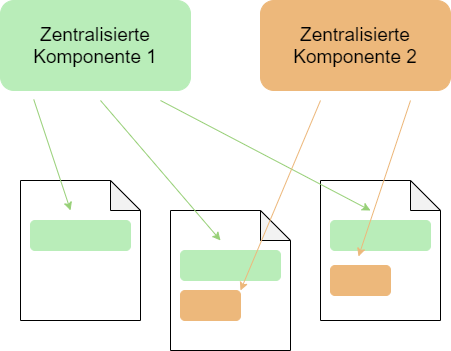 Zentralisierte
Komponente 1
Zentralisierte
Komponente 2